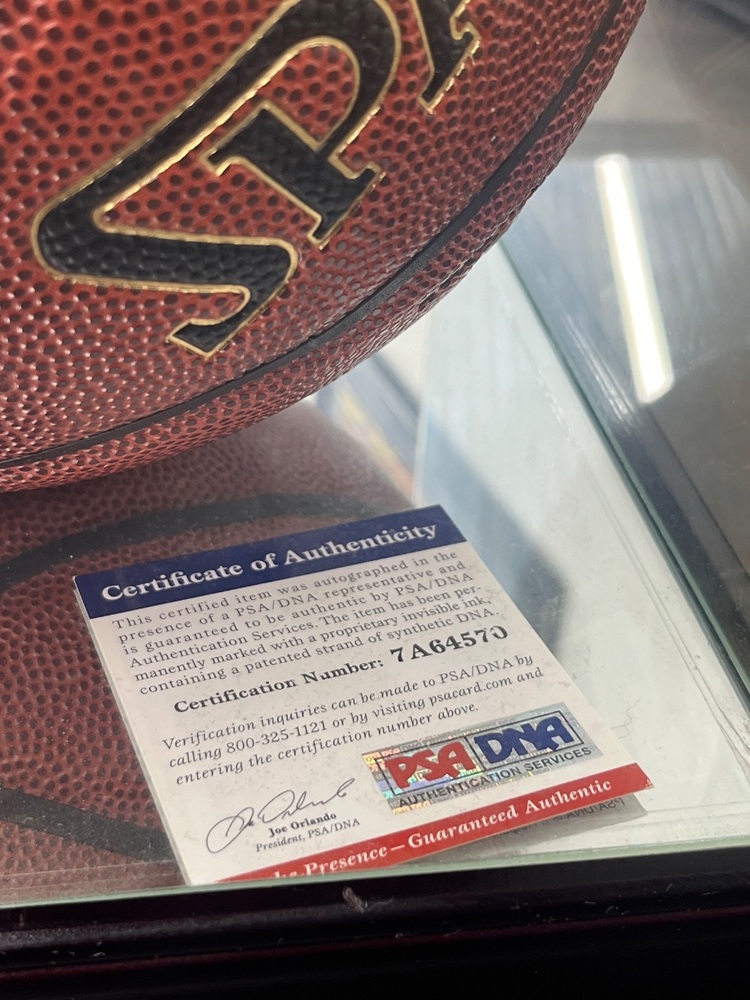 SPA
Certificate of Authenticity
This certified item was autographed in the
presence of a PSA/DNA representative and
is guaranteed to be authentic by PSA/DNA
Authentication Services. The item has been per-
manently marked with a proprietary invisible ink,
containing a patented strand of synthetic DNA.
Certification Number: 7A64570
Verification inquiries can be made to PSA/DNA by
calling 800-325-1121 or by visiting psacard.com and
entering the certification number above.
PSA DNA
AUTHENTICATION SERVICES
Joe Orlando
President, PSA/DNA
Presence – Guaranteed Authentic